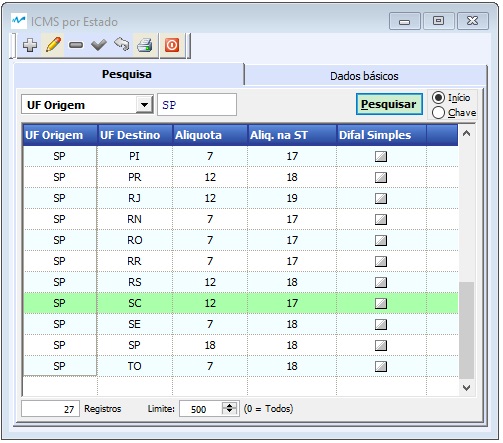 ICMS por Estado
Pesquisa Dados básicos
UF Origem SP Pesquisar Início
Chave
UF Origem UF Destino Aliquota Aliq. na ST Difal Simples
SP PI 7 17
SP PR 12 18
SP RJ 12 19
SP RN 7 17
SP RO 7 17
SP RR 7 17
SP RS 12 18
SP SC 12 17
SP SE 7 18
SP SP 18 18
SP TO 7 18
27 Registros Limite: 500 (0 = Todos)